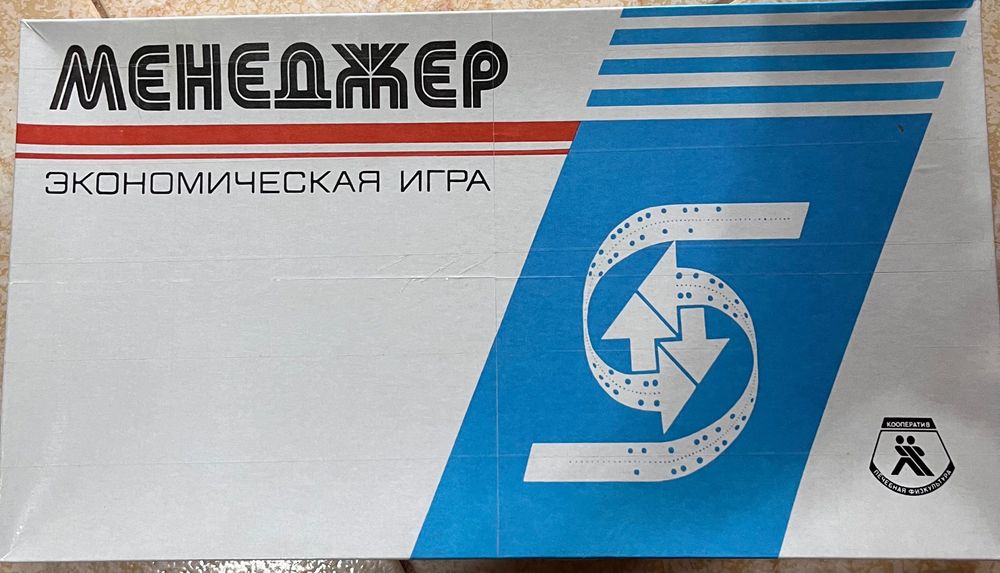 МЕНЕДЖЕР
ЭКОНОМИЧЕСКАЯ ИГРА
КООПЕРАТИВ
ЛЕЧЕБНАЯ ФИЗКУЛЬТУРА